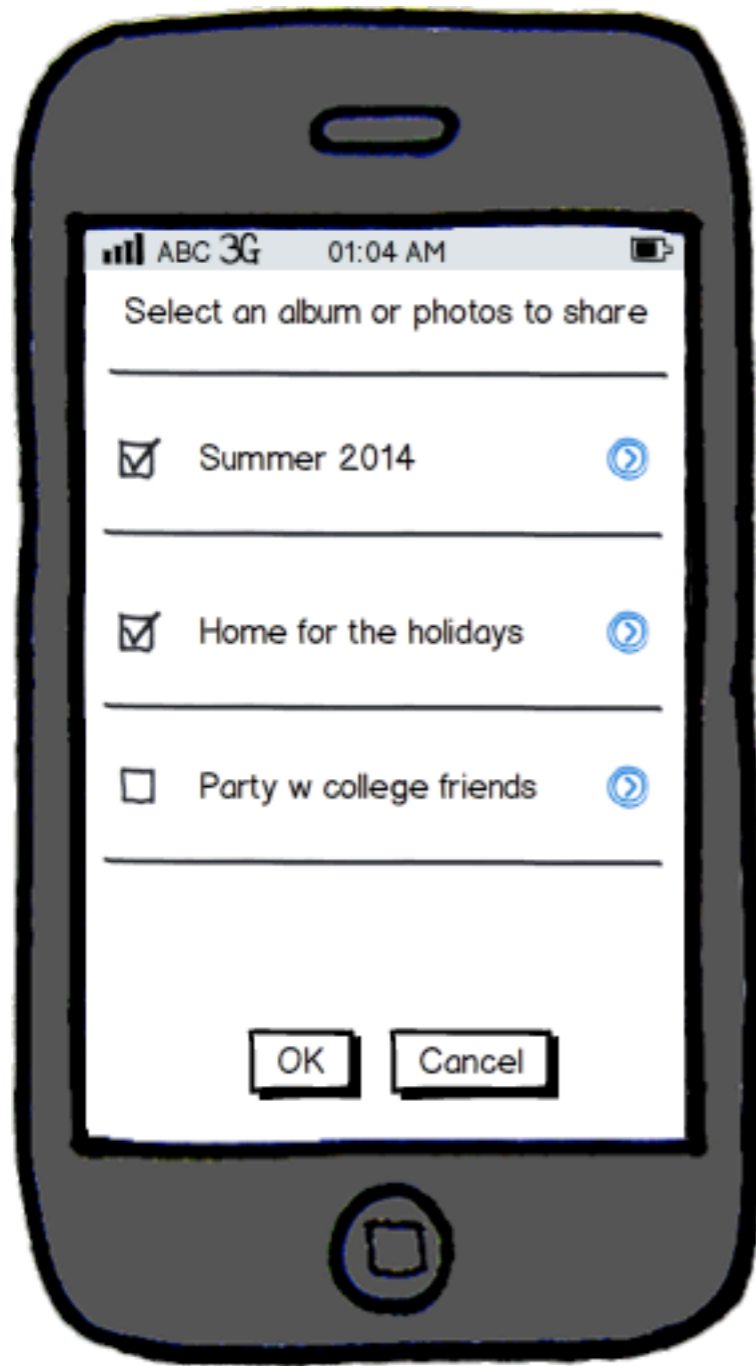 ABC 3G 01:04 AM
Select an album or photos to share
Summer 2014
Home for the holidays
Party w college friends
OK Cancel